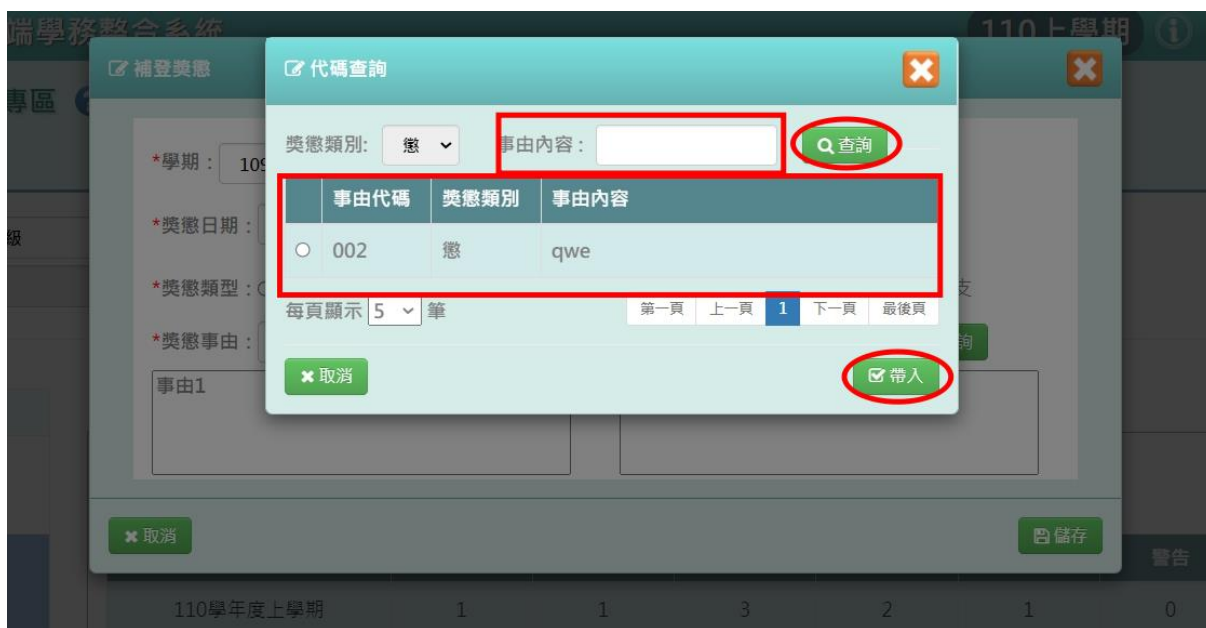 端學務整合系統
110上學期
專區
補登獎懲
代碼查詢
獎懲類別: 懲 事由內容: 查詢
*學期: 109
事由代碼 獎懲類別 事由內容
002 懲 qwe
*獎懲日期:
級
*獎懲類型: 支
每頁顯示 5 筆 第一頁 上一頁 1 下一頁 最後頁
*獎懲事由: 詢
事由1
取消 帶入
取消 儲存
警告
110學年度上學期 1 1 3 2 1 0